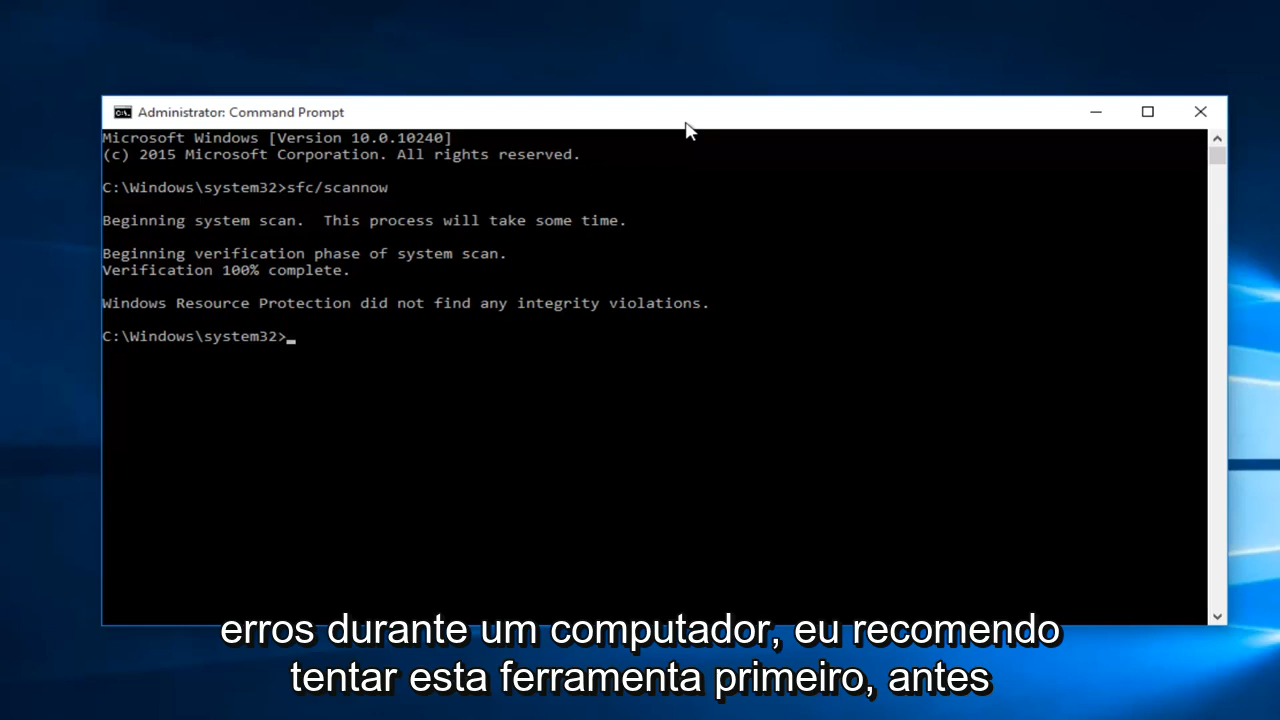 Administrator: Command Prompt
Microsoft Windows [Version 10.0.10240]
(c) 2015 Microsoft Corporation. All rights reserved.
C:\Windows\system32>sfc/scannow
Beginning system scan.  This process will take some time.
Beginning verification phase of system scan.
Verification 100% complete.
Windows Resource Protection did not find any integrity violations.
C:\Windows\system32>_
erros durante um computador, eu recomendo
tentar esta ferramenta primeiro, antes